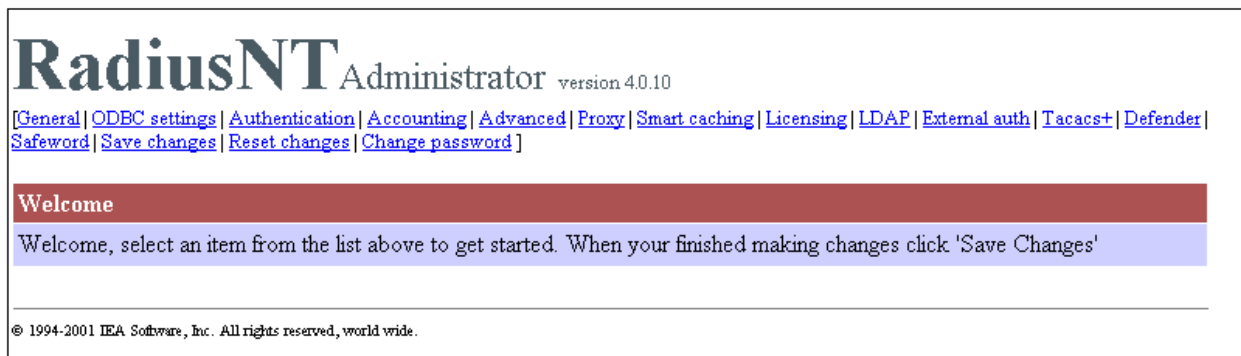 RadiusNT Administrator version 4.0.10
[General | ODBC settings | Authentication | Accounting | Advanced | Proxy | Smart caching | Licensing | LDAP | External auth | Tacacs+ | Defender |
Safeword | Save changes | Reset changes | Change password ]
Welcome
Welcome, select an item from the list above to get started. When your finished making changes click 'Save Changes'
© 1994-2001 IEA Software, Inc. All rights reserved, world wide.